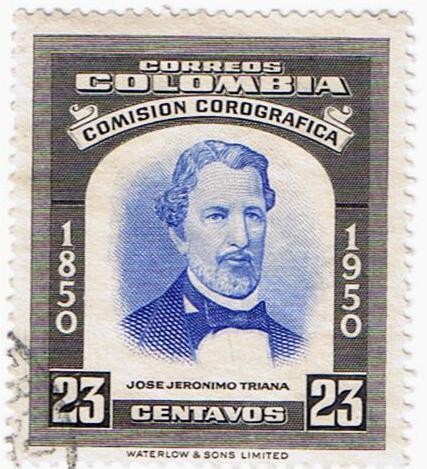 CORREOS
COLOMBIA
COMISION COROGRAFICA
1850
1950
JOSE JERONIMO TRIANA
23 CENTAVOS 23
WATERLOW & SONS LIMITED